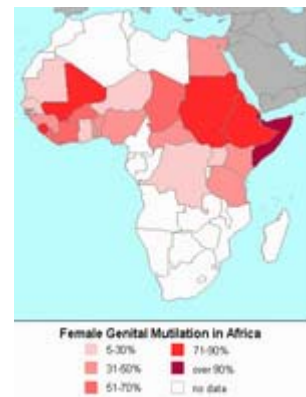 Female Genital Mutilation in Africa
5-30% 71-90%
31-50% over 90%
51-70% no data